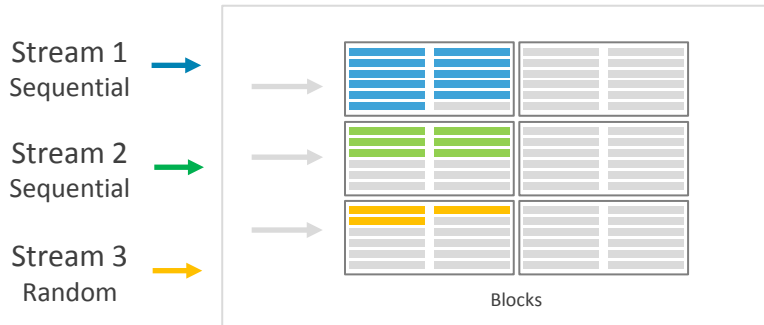 Stream 1
Sequential
Stream 2
Sequential
Stream 3
Random
Blocks